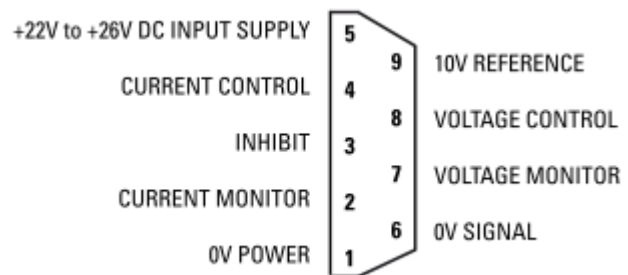 +22V to +26V DC INPUT SUPPLY 5
9 10V REFERENCE
CURRENT CONTROL 4
8 VOLTAGE CONTROL
INHIBIT 3
7 VOLTAGE MONITOR
CURRENT MONITOR 2
6 0V SIGNAL
0V POWER 1